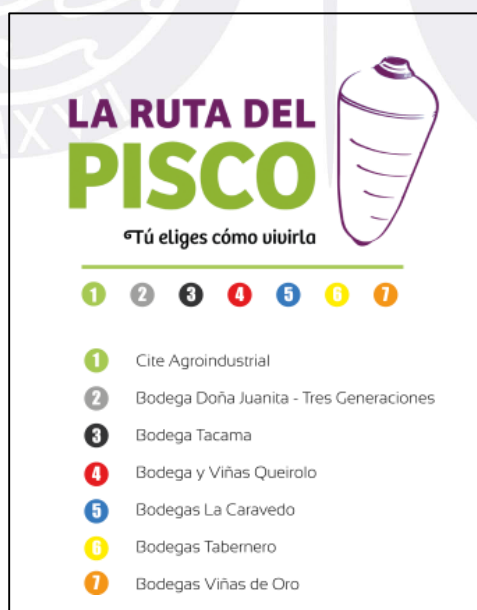 LA RUTA DEL
PISCO
Tú eliges cómo vivirla
1 2 3 4 5 6 7
1 Cite Agroindustrial
2 Bodega Doña Juanita - Tres Generaciones
3 Bodega Tacama
4 Bodega y Viñas Queirolo
5 Bodegas La Caravedo
6 Bodegas Tabernero
7 Bodegas Viñas de Oro